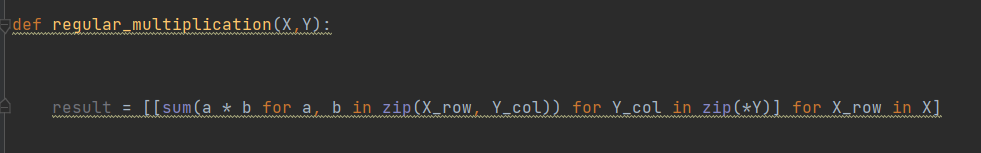 def regular_multiplication(X,Y):
result = [[sum(a * b for a, b in zip(X_row, Y_col)) for Y_col in zip(*Y)] for X_row in X]